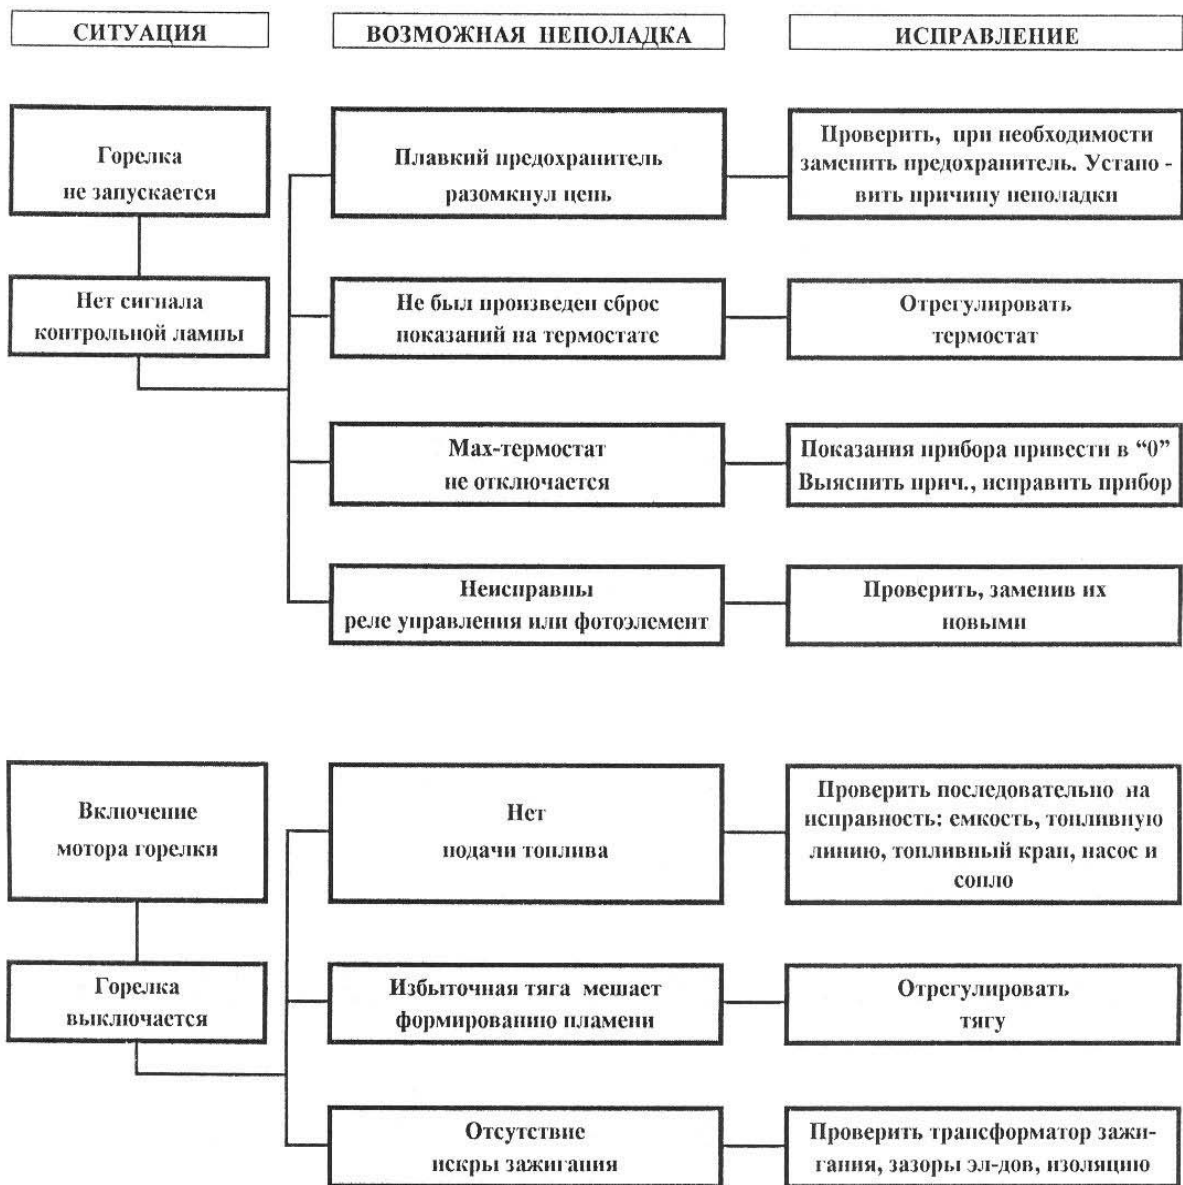 СИТУАЦИЯ
ВОЗМОЖНАЯ НЕПОЛАДКА
ИСПРАВЛЕНИЕ
Горелка
не запускается
Нет сигнала
контрольной лампы
Плавкий предохранитель
разомкнул цепь
Проверить, при необходимости
заменить предохранитель. Устано -
вить причину неполадки
Не был произведен сброс
показаний на термостате
Отрегулировать
термостат
Мах-термостат
не отключается
Показания прибора привести в “0”
Выяснить прич., исправить прибор
Неисправны
реле управления или фотоэлемент
Проверить, заменив их
новыми
Включение
мотора горелки
Горелка
выключается
Нет
подачи топлива
Проверить последовательно на
исправность: емкость, топливную
линию, топливный кран, насос и
сопло
Избыточная тяга мешает
формированию пламени
Отрегулировать
тягу
Отсутствие
искры зажигания
Проверить трансформатор зажи-
гания, зазоры эл-дов, изоляцию